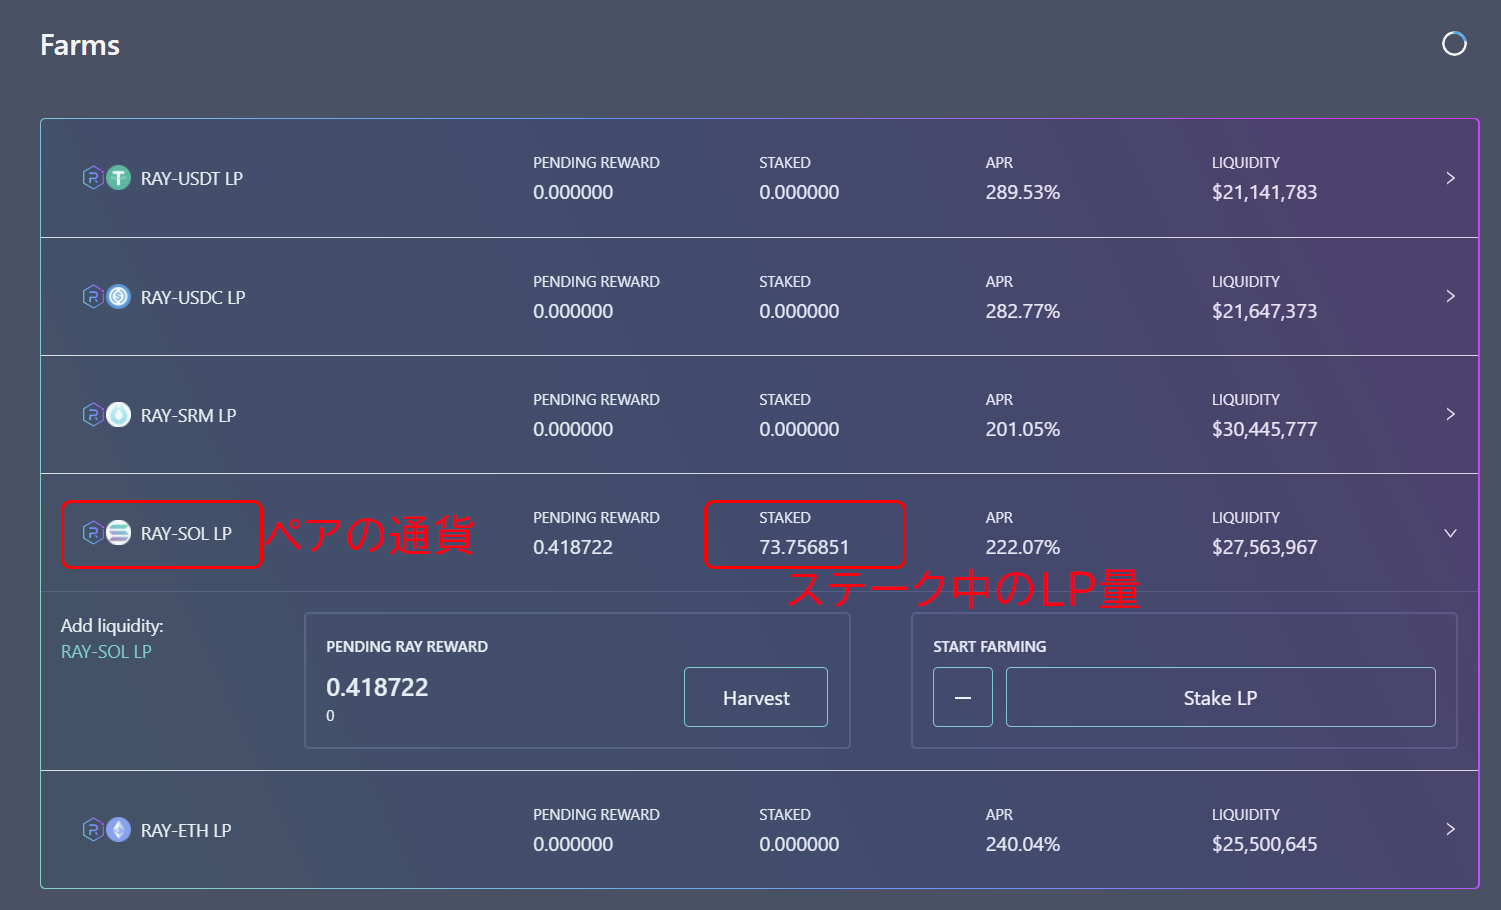 Farms
RAY-USDT LP
PENDING REWARD
0.000000
STAKED
0.000000
APR
289.53%
LIQUIDITY
$21,141,783
RAY-USDC LP
PENDING REWARD
0.000000
STAKED
0.000000
APR
282.77%
LIQUIDITY
$21,647,373
RAY-SRM LP
PENDING REWARD
0.000000
STAKED
0.000000
APR
201.05%
LIQUIDITY
$30,445,777
RAY-SOL LP
ペアの通貨
PENDING REWARD
0.418722
STAKED
73.756851
ステーク中のLP量
APR
222.07%
LIQUIDITY
$27,563,967
Add liquidity:
RAY-SOL LP
PENDING RAY REWARD
0.418722
0
Harvest
START FARMING
Stake LP
RAY-ETH LP
PENDING REWARD
0.000000
STAKED
0.000000
APR
240.04%
LIQUIDITY
$25,500,645